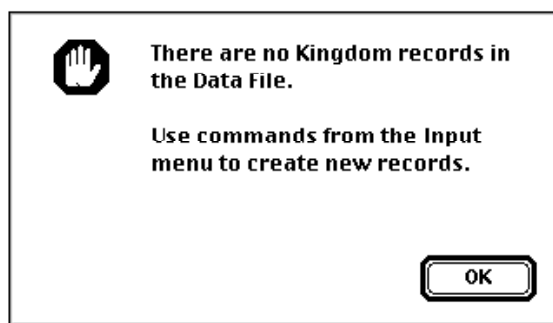 There are no Kingdom records in
the Data File.
Use commands from the Input
menu to create new records.
OK